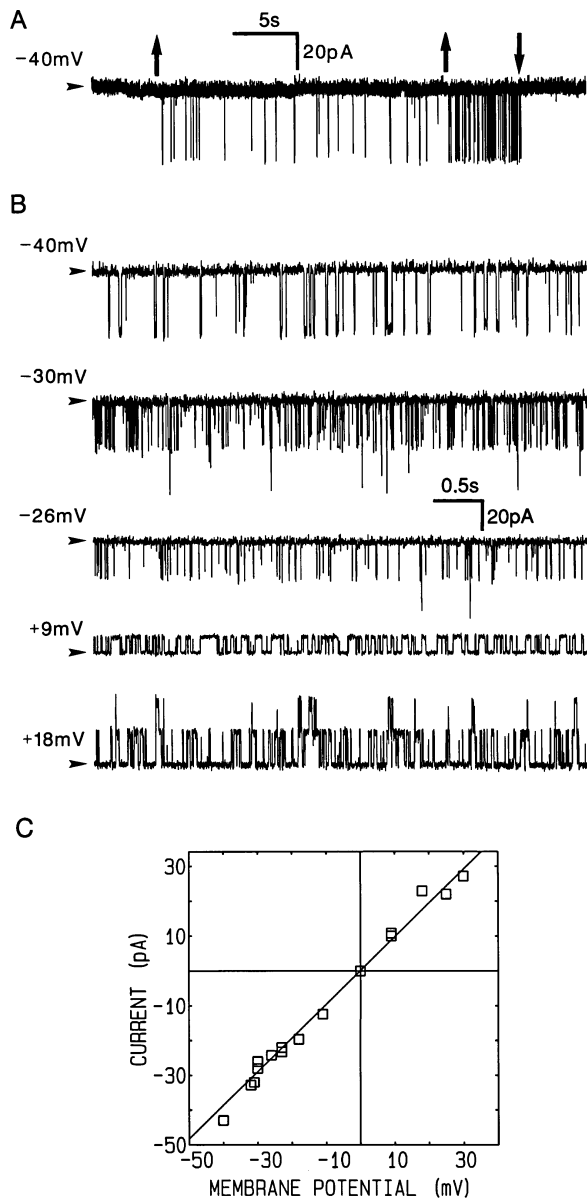 A
5s
20pA
-40mV
B
-40mV
-30mV
0.5s
20pA
-26mV
+9mV
+18mV
C
30
10
-10
-30
-50
CURRENT (pA)
-50 -30 -10 10 30
MEMBRANE POTENTIAL (mV)